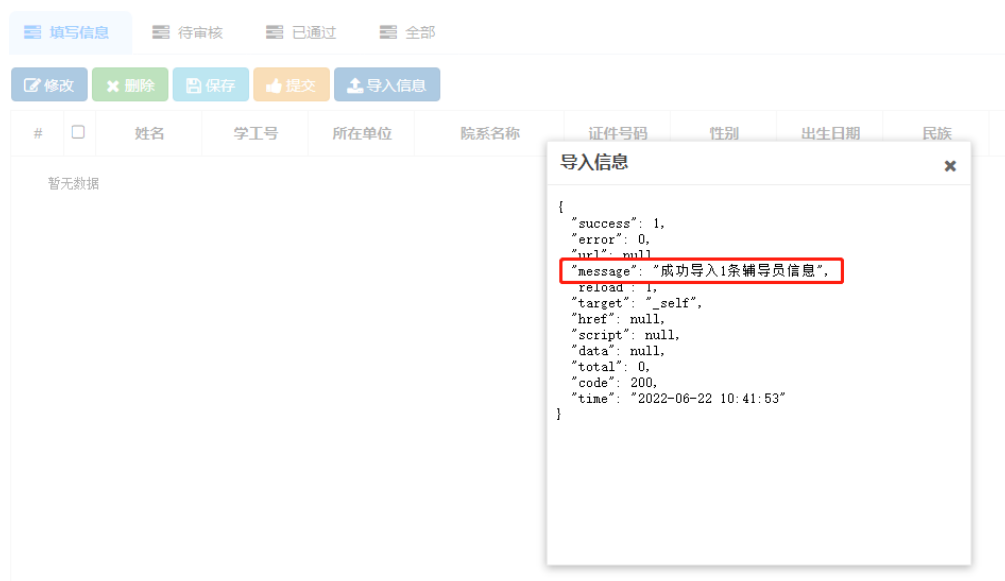 填写信息 待审核 已通过 全部
修改 删除 保存 提交 导入信息
# 姓名 学工号 所在单位 院系名称 证件号码 性别 出生日期 民族
暂无数据
导入信息
{
"success": 1,
"error": 0,
"url": null,
"message": "成功导入1条辅导员信息",
"reload": 1,
"target": "_self",
"href": null,
"script": null,
"data": null,
"total": 0,
"code": 200,
"time": "2022-06-22 10:41:53"
}